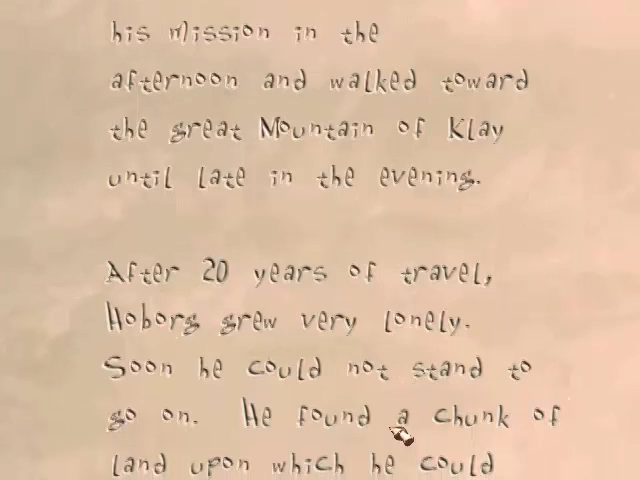 his mission in the
afternoon and walked toward
the great Mountain of Klay
until late in the evening.
After 20 years of travel,
Hoborg grew very lonely.
Soon he could not stand to
go on. He found a chunk of
land upon which he could